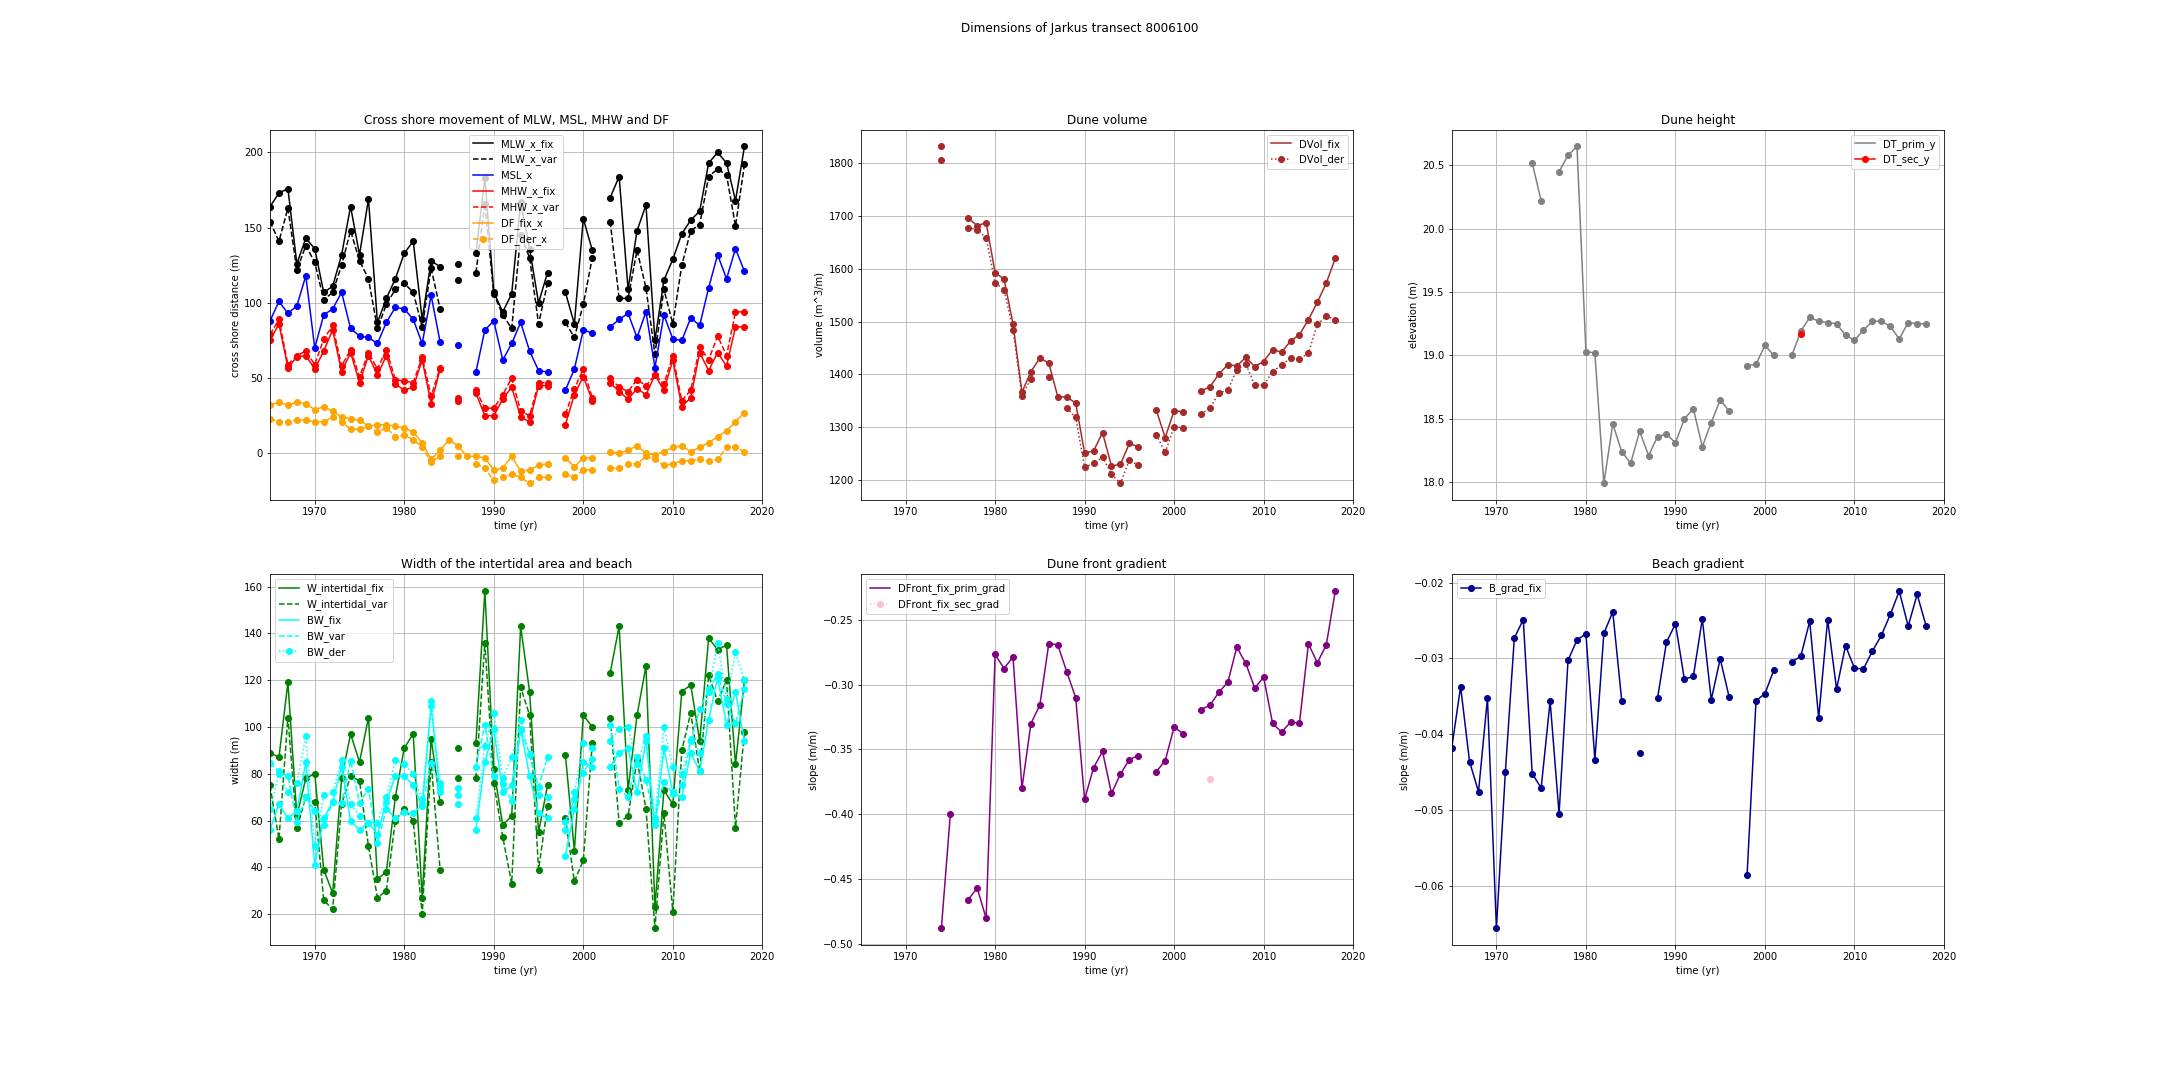 Dimensions of Jarkus transect 8006100
Cross shore movement of MLW, MSL, MHW and DF
MLW_x_fix
MLW_x_var
MSL_x
MHW_x_fix
MHW_x_var
DF_fix_x
DF_der_x
200
150
100
50
0
cross shore distance (m)
1970 1980 1990 2000 2010 2020
time (yr)
Dune volume
DVol_fix
DVol_der
1800
1700
1600
1500
1400
1300
1200
volume (m^3/m)
1970 1980 1990 2000 2010 2020
time (yr)
Dune height
DT_prim_y
DT_sec_y
20.5
20.0
19.5
19.0
18.5
18.0
elevation (m)
1970 1980 1990 2000 2010 2020
time (yr)
Width of the intertidal area and beach
W_intertidal_fix
W_intertidal_var
BW_fix
BW_var
BW_der
160
140
120
100
80
60
40
20
width (m)
1970 1980 1990 2000 2010 2020
time (yr)
Dune front gradient
DFront_fix_prim_grad
DFront_fix_sec_grad
−0.25
−0.30
−0.35
−0.40
−0.45
−0.50
slope (m/m)
1970 1980 1990 2000 2010 2020
time (yr)
Beach gradient
B_grad_fix
−0.02
−0.03
−0.04
−0.05
−0.06
slope (m/m)
1970 1980 1990 2000 2010 2020
time (yr)